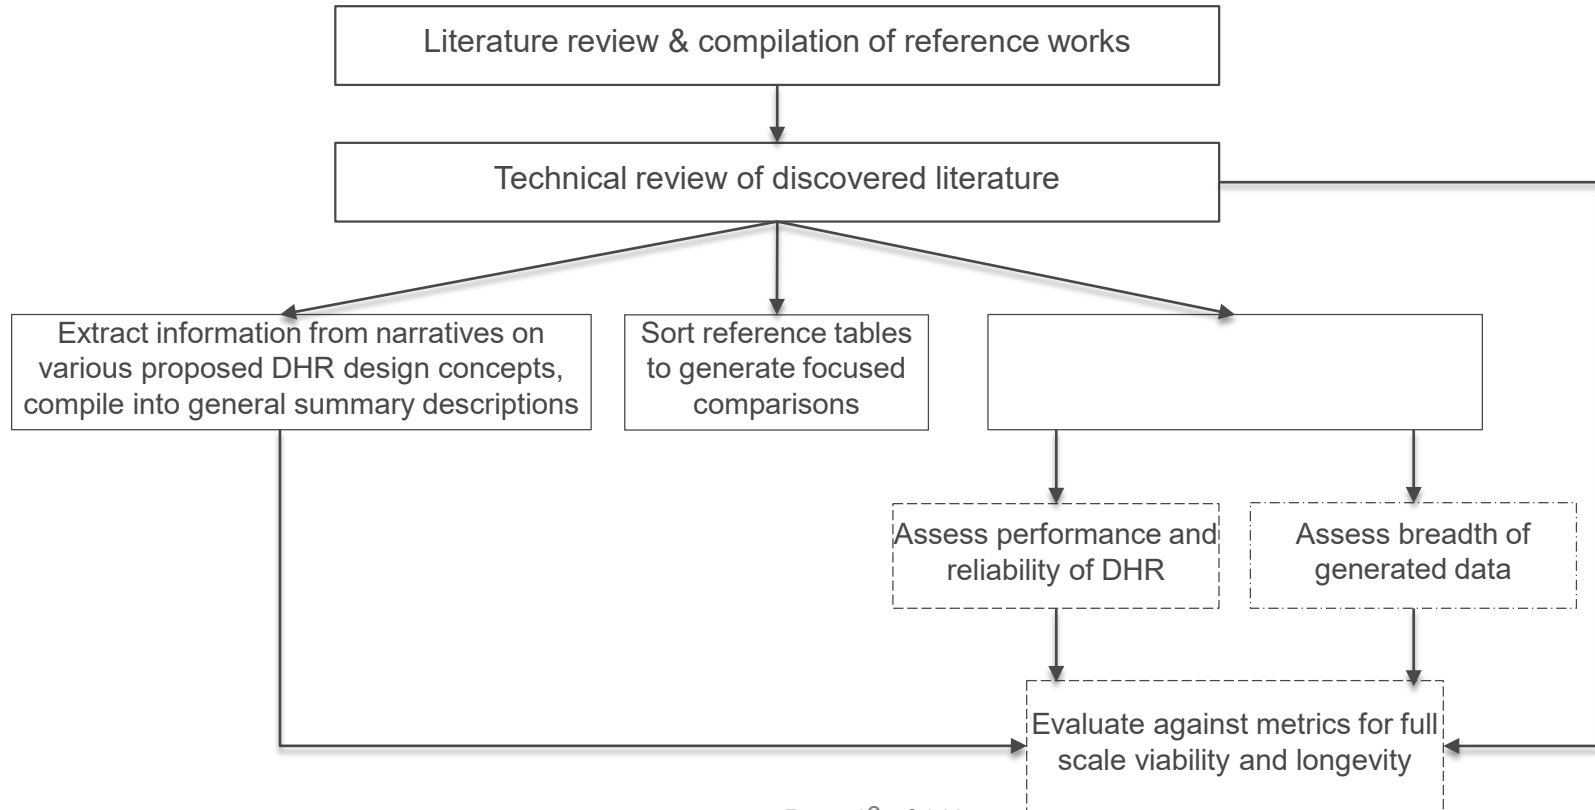 Literature review & compilation of reference works
Technical review of discovered literature
Extract information from narratives on
various proposed DHR design concepts,
compile into general summary descriptions
Sort reference tables
to generate focused
comparisons
Assess performance and
reliability of DHR
Assess breadth of
generated data
Evaluate against metrics for full
scale viability and longevity